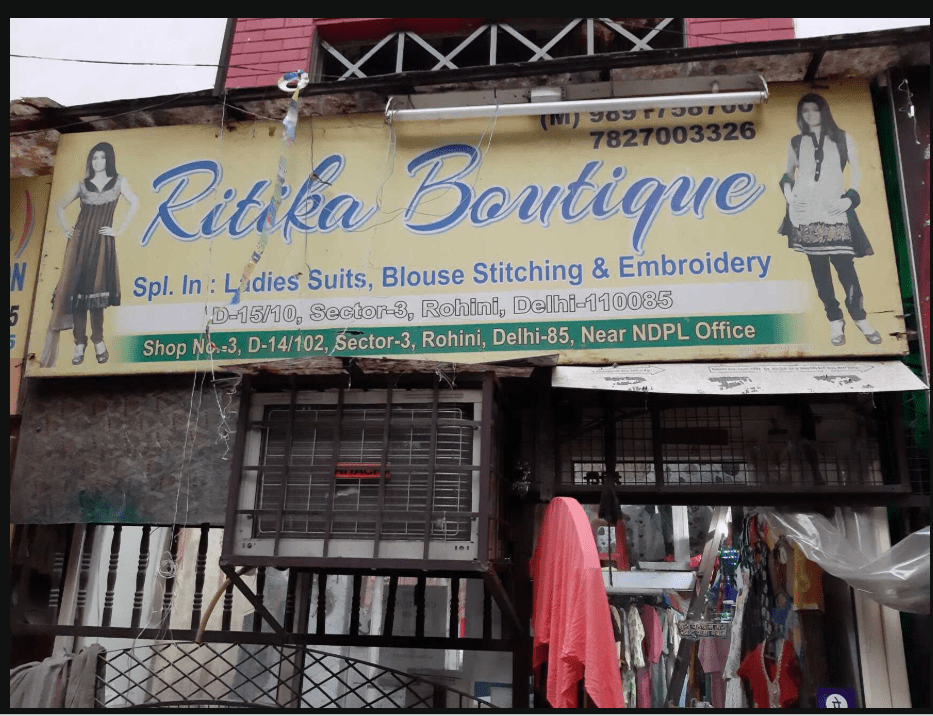 (M)
7827003326
Ritika Boutique
Spl. In : Ladies Suits, Blouse Stitching & Embroidery
D-15/10, Sector-3, Rohini, Delhi-110085
Shop No.-3, D-14/102, Sector-3, Rohini, Delhi-85, Near NDPL Office
HITACHI